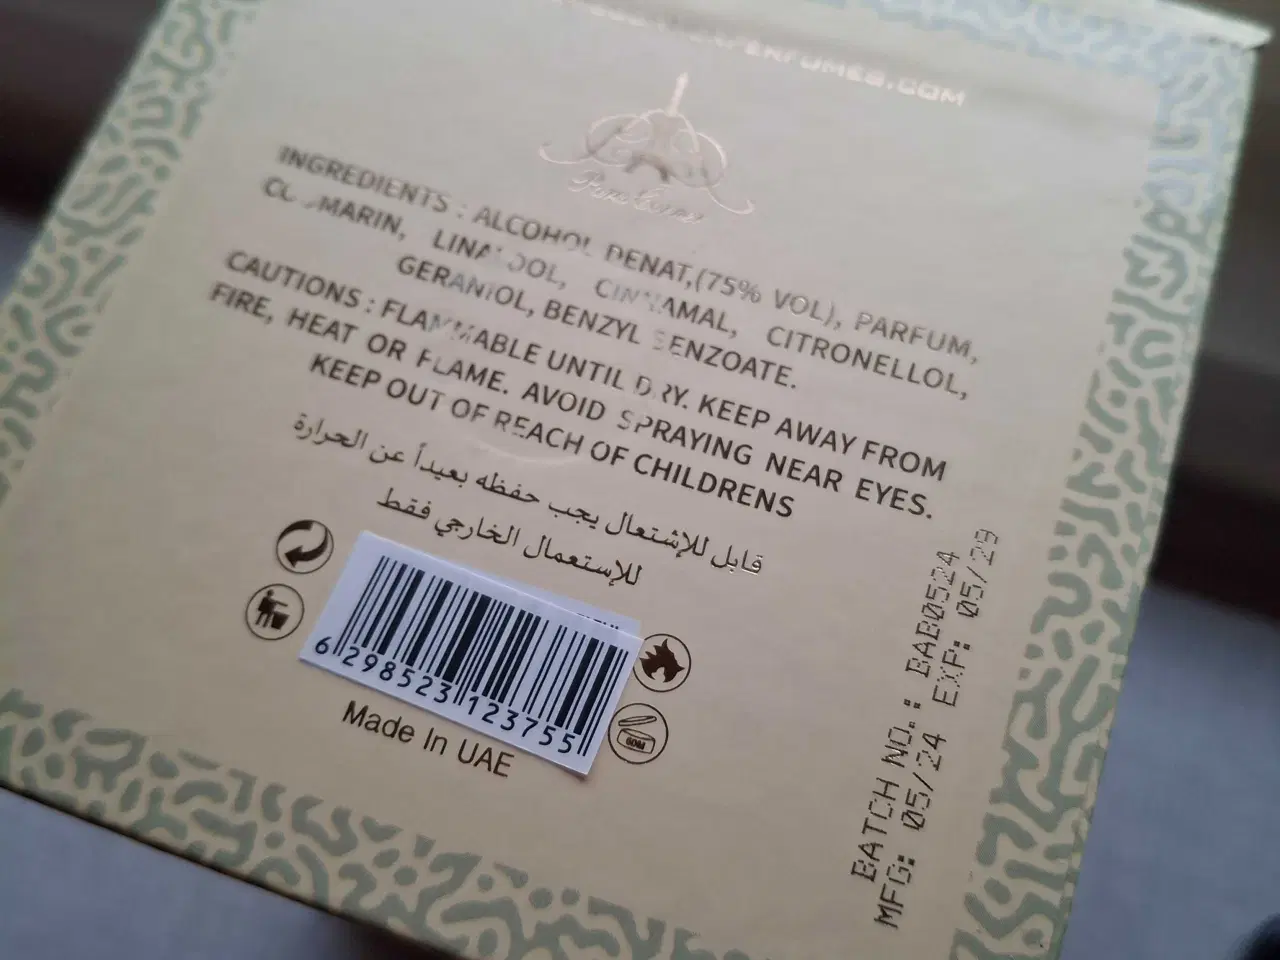 PERFUMES.COM
INGREDIENTS : ALCOHOL DENAT,(75% VOL), PARFUM,
COUMARIN, LINALOOL, CINNAMAL, CITRONELLOL,
GERANIOL, BENZYL BENZOATE.
CAUTIONS : FLAMMABLE UNTIL DRY. KEEP AWAY FROM
FIRE, HEAT OR FLAME. AVOID SPRAYING NEAR EYES.
KEEP OUT OF REACH OF CHILDRENS
قابل للإشتعال يجب حفظه بعيداً عن الحرارة
للإستعمال الخارجي فقط
6 298523 123755
60M
Made In UAE
BATCH NO.: BAB0524
MFG: 05/24 EXP: 05/29